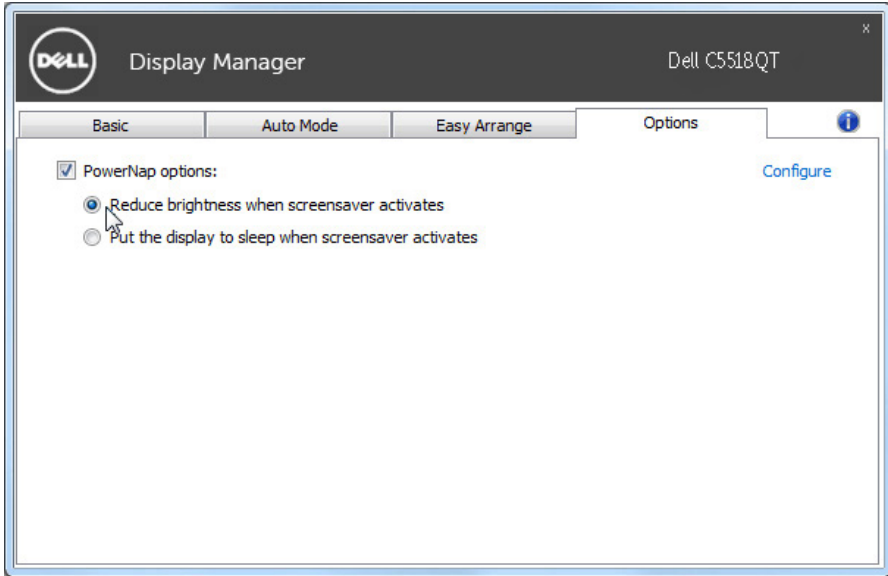 x
DELL Display Manager Dell C5518QT
Basic Auto Mode Easy Arrange Options i
PowerNap options: Configure
Reduce brightness when screensaver activates
Put the display to sleep when screensaver activates